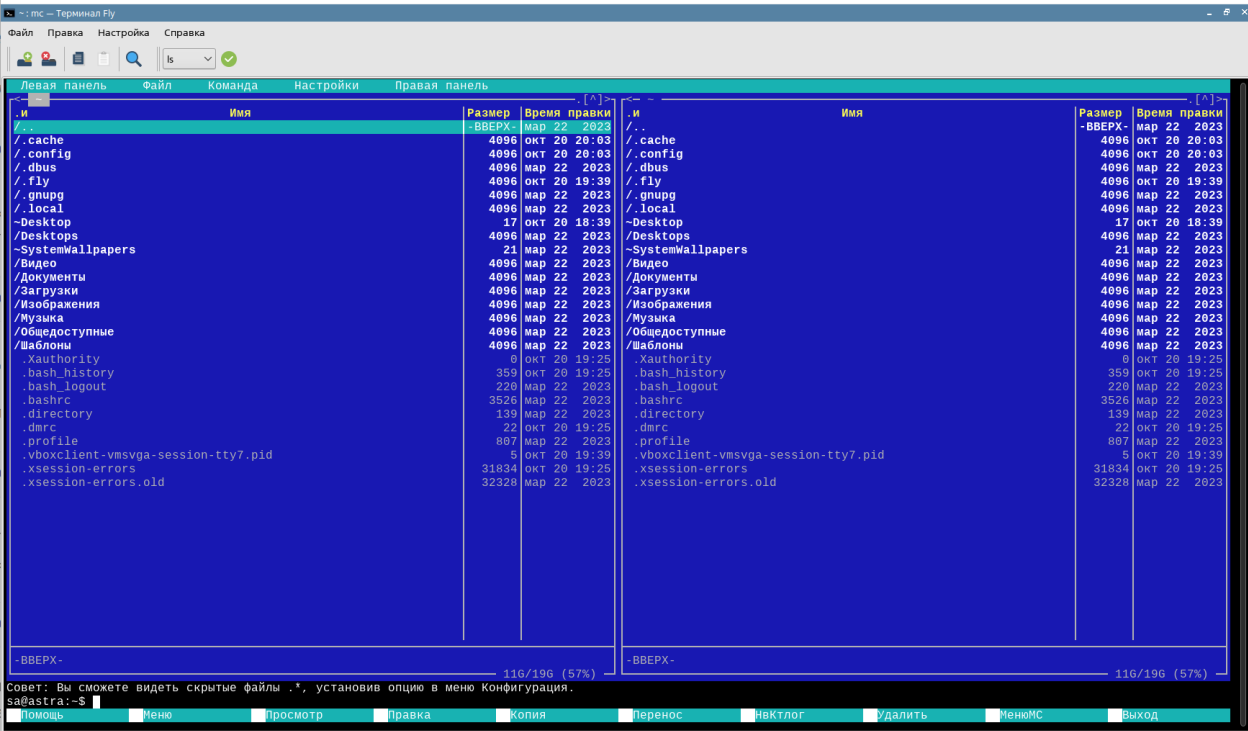 ~ : mc — Терминал Fly
Файл Правка Настройка Справка
ls
Левая панель Файл Команда Настройки Правая панель
<— ~ .[^]> <— ~ .[^]>
.и Имя Размер Время правки .и Имя Размер Время правки
/.. -ВВЕРХ- мар 22 2023 /.. -ВВЕРХ- мар 22 2023
/.cache 4096 окт 20 20:03 /.cache 4096 окт 20 20:03
/.config 4096 окт 20 20:03 /.config 4096 окт 20 20:03
/.dbus 4096 мар 22 2023 /.dbus 4096 мар 22 2023
/.fly 4096 окт 20 19:39 /.fly 4096 окт 20 19:39
/.gnupg 4096 мар 22 2023 /.gnupg 4096 мар 22 2023
/.local 4096 мар 22 2023 /.local 4096 мар 22 2023
~Desktop 17 окт 20 18:39 ~Desktop 17 окт 20 18:39
/Desktops 4096 мар 22 2023 /Desktops 4096 мар 22 2023
~SystemWallpapers 21 мар 22 2023 ~SystemWallpapers 21 мар 22 2023
/Видео 4096 мар 22 2023 /Видео 4096 мар 22 2023
/Документы 4096 мар 22 2023 /Документы 4096 мар 22 2023
/Загрузки 4096 мар 22 2023 /Загрузки 4096 мар 22 2023
/Изображения 4096 мар 22 2023 /Изображения 4096 мар 22 2023
/Музыка 4096 мар 22 2023 /Музыка 4096 мар 22 2023
/Общедоступные 4096 мар 22 2023 /Общедоступные 4096 мар 22 2023
/Шаблоны 4096 мар 22 2023 /Шаблоны 4096 мар 22 2023
.Xauthority 0 окт 20 19:25 .Xauthority 0 окт 20 19:25
.bash_history 359 окт 20 19:25 .bash_history 359 окт 20 19:25
.bash_logout 220 мар 22 2023 .bash_logout 220 мар 22 2023
.bashrc 3526 мар 22 2023 .bashrc 3526 мар 22 2023
.directory 139 мар 22 2023 .directory 139 мар 22 2023
.dmrc 22 окт 20 19:25 .dmrc 22 окт 20 19:25
.profile 807 мар 22 2023 .profile 807 мар 22 2023
.vboxclient-vmsvga-session-tty7.pid 5 окт 20 19:39 .vboxclient-vmsvga-session-tty7.pid 5 окт 20 19:39
.xsession-errors 31834 окт 20 19:25 .xsession-errors 31834 окт 20 19:25
.xsession-errors.old 32328 мар 22 2023 .xsession-errors.old 32328 мар 22 2023
-ВВЕРХ- -ВВЕРХ-
11G/19G (57%) 11G/19G (57%)
Совет: Вы сможете видеть скрытые файлы .*, установив опцию в меню Конфигурация.
sa@astra:~$
Помощь Меню Просмотр Правка Копия Перенос НвКтлог Удалить МенюMC Выход